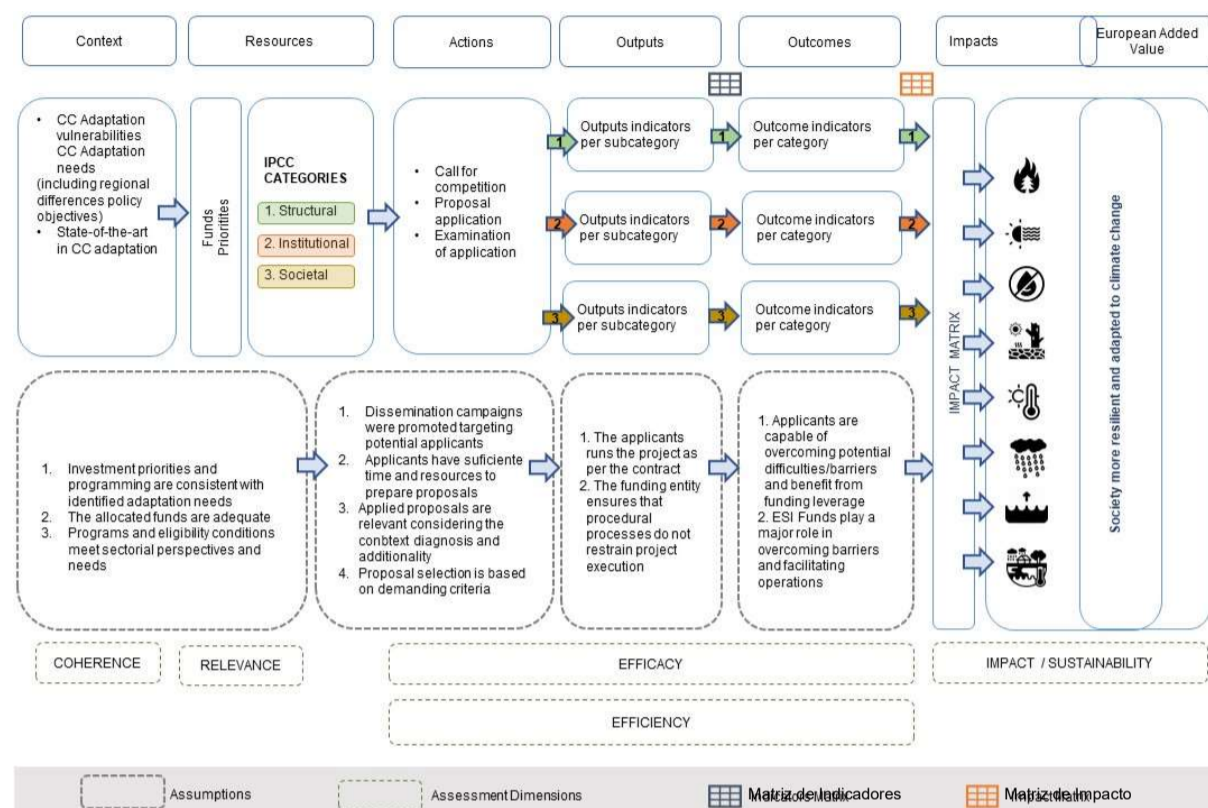 Context
Resources
Actions
Outputs
Outcomes
Impacts
European Added
Value
• CC Adaptation
vulnerabilities
CC Adaptation
needs
(including regional
differences policy
objectives)
• State-of-the-art
in CC adaptation
Funds
Prioritites
IPCC
CATEGORIES
1. Structural
2. Institutional
3. Societal
• Call for
competition
• Proposal
application
• Examination
of application
1
Outputs indicators
per subcategory
1
Outcome indicators
per category
1
2
Outputs indicators
per subcategory
2
Outcome indicators
per category
2
3
Outputs indicators
per subcategory
3
Outcome indicators
per category
3
IMPACT MATRIX
Society more resilient and adapted to climate change
1. Investment priorities and
programming are consistent with
identified adaptation needs
2. The allocated funds are adequate
3. Programs and eligibility conditions
meet sectorial perspectives and
needs
1. Dissemination campaigns
were promoted targeting
potential applicants
2. Applicants have suficiente
time and resources to
prepare proposals
3. Applied proposals are
relevant considering the
conbtext diagnosis and
additionality
4. Proposal selection is based
on demanding criteria
1. The applicants
runs the project as
per the contract
2. The funding entity
ensures that
procedural
processes do not
restrain project
execution
1. Applicants are
capable of
overcoming potential
difficulties/barriers
and benefit from
funding leverage
2. ESI Funds play a
major role in
overcoming barriers
and facilitating
operations
COHERENCE
RELEVANCE
EFFICACY
IMPACT / SUSTAINABILITY
EFFICIENCY
Assumptions
Assessment Dimensions
Matriz de Indicadores
Matriz de Impacto